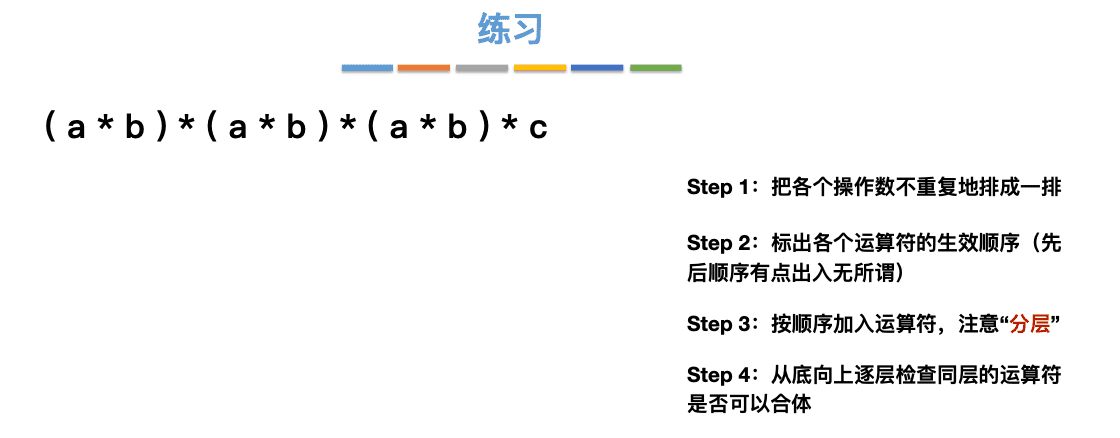 练习
( a * b ) * ( a * b ) * ( a * b ) * c
Step 1：把各个操作数不重复地排成一排
Step 2：标出各个运算符的生效顺序（先
后顺序有点出入无所谓）
Step 3：按顺序加入运算符，注意“分层”
Step 4：从底向上逐层检查同层的运算符
是否可以合体